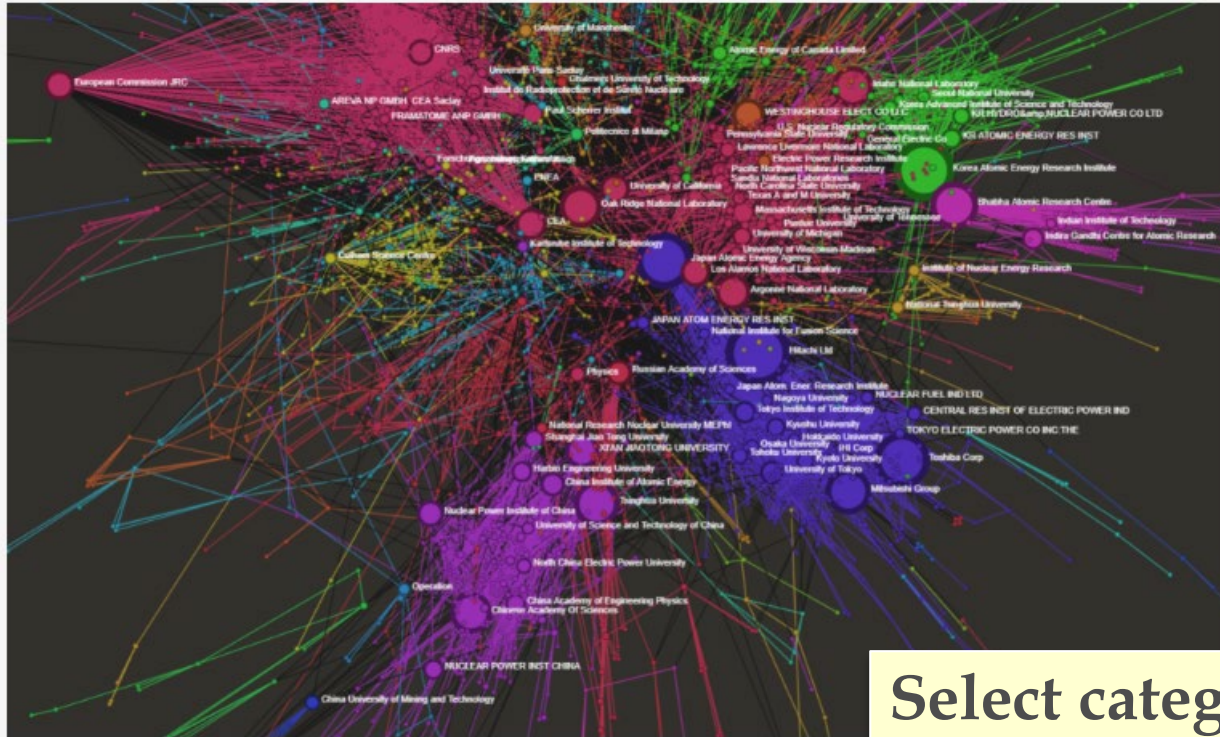 University of Manchester
CNRS
Atomic Energy of Canada Limited
European Commission JRC
Université Paris-Saclay
Chalmers University of Technology
Idaho National Laboratory
Institut de Radioprotection et de Sûreté Nucléaire
Seoul National University
AREVA NP GMBH CEA Saclay
Korea Advanced Institute of Science and Technology
FRAMATOME ANP GMBH
Paul Scherrer Institut
WESTINGHOUSE ELECT CO LLC
KR HYDRO&amp;NUCLEAR POWER CO LTD
U.S. Nuclear Regulatory Commission
Politecnico di Milano
Pennsylvania State University
General Electric Co
KR ATOMIC ENERGY RES INST
Lawrence Livermore National Laboratory
Electric Power Research Institute
Pacific Northwest National Laboratory
Korea Atomic Energy Research Institute
Sandia National Laboratories
ENEA
University of California
North Carolina State University
Texas A and M University
Oak Ridge National Laboratory
Bhabha Atomic Research Centre
Massachusetts Institute of Technology
University of Tennessee
CEA
Purdue University
Indian Institute of Technology
University of Michigan
Indira Gandhi Centre for Atomic Research
Karlsruhe Institute of Technology
University of Wisconsin-Madison
Culham Science Centre
Japan Atomic Energy Agency
Los Alamos National Laboratory
Institute of Nuclear Energy Research
Argonne National Laboratory
National Tsinghua University
JAPAN ATOM ENERGY RES INST
National Institute for Fusion Science
Hitachi Ltd
Physics
Russian Academy of Sciences
Japan Atom. Ener. Research Institute
Nagoya University
NUCLEAR FUEL IND LTD
Tokyo Institute of Technology
CENTRAL RES INST OF ELECTRIC POWER IND
National Research Nuclear University MEPhI
Kyushu University
TOKYO ELECTRIC POWER CO INC THE
Shanghai Jiao Tong University
Hokkaido University
Osaka University
IHI Corp
XI'AN JIAOTONG UNIVERSITY
Tohoku University
Kyoto University
Toshiba Corp
Harbin Engineering University
University of Tokyo
China Institute of Atomic Energy
Mitsubishi Group
Tsinghua University
Nuclear Power Institute of China
University of Science and Technology of China
North China Electric Power University
Operation
China Academy of Engineering Physics
Chinese Academy Of Sciences
NUCLEAR POWER INST CHINA
China University of Mining and Technology
Select categ